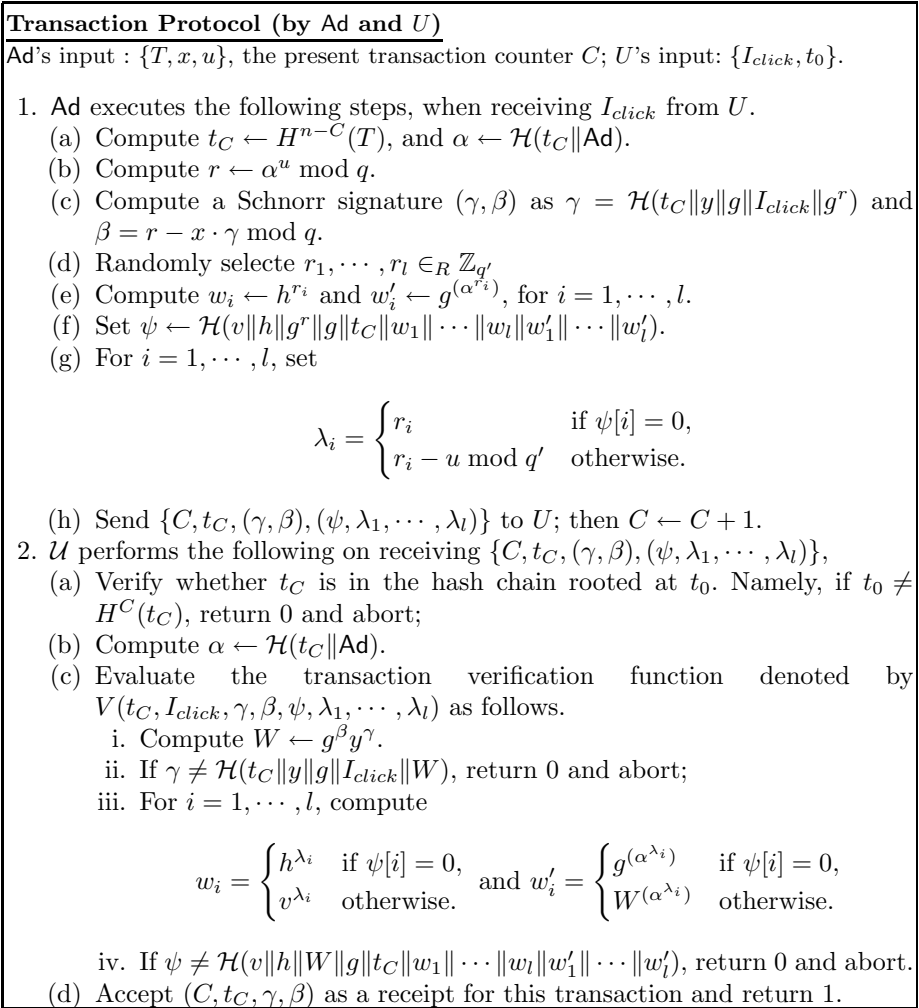 Transaction Protocol (by Ad and U)
Ad's input : {T, x, u}, the present transaction counter C; U's input: {I_click, t_0}.
1. Ad executes the following steps, when receiving I_click from U.
(a) Compute t_C ← H^{n−C}(T), and α ← ℋ(t_C‖Ad).
(b) Compute r ← α^u mod q.
(c) Compute a Schnorr signature (γ, β) as γ = ℋ(t_C‖y‖g‖I_click‖g^r) and
β = r − x · γ mod q.
(d) Randomly selecte r_1, ··· , r_l ∈_R ℤ_{q′}
(e) Compute w_i ← h^{r_i} and w′_i ← g^{(α^{r_i})}, for i = 1, ··· , l.
(f) Set ψ ← ℋ(v‖h‖g^r‖g‖t_C‖w_1‖ ··· ‖w_l‖w′_1‖ ··· ‖w′_l).
(g) For i = 1, ··· , l, set
λ_i = { r_i if ψ[i] = 0,
r_i − u mod q′ otherwise.
(h) Send {C, t_C, (γ, β), (ψ, λ_1, ··· , λ_l)} to U; then C ← C + 1.
2. 𝒰 performs the following on receiving {C, t_C, (γ, β), (ψ, λ_1, ··· , λ_l)},
(a) Verify whether t_C is in the hash chain rooted at t_0. Namely, if t_0 ≠
H^C(t_C), return 0 and abort;
(b) Compute α ← ℋ(t_C‖Ad).
(c) Evaluate the transaction verification function denoted by
V(t_C, I_click, γ, β, ψ, λ_1, ··· , λ_l) as follows.
i. Compute W ← g^β y^γ.
ii. If γ ≠ ℋ(t_C‖y‖g‖I_click‖W), return 0 and abort;
iii. For i = 1, ··· , l, compute
w_i = { h^{λ_i} if ψ[i] = 0, and w′_i = { g^{(α^{λ_i})} if ψ[i] = 0,
v^{λ_i} otherwise. W^{(α^{λ_i})} otherwise.
iv. If ψ ≠ ℋ(v‖h‖W‖g‖t_C‖w_1‖ ··· ‖w_l‖w′_1‖ ··· ‖w′_l), return 0 and abort.
(d) Accept (C, t_C, γ, β) as a receipt for this transaction and return 1.